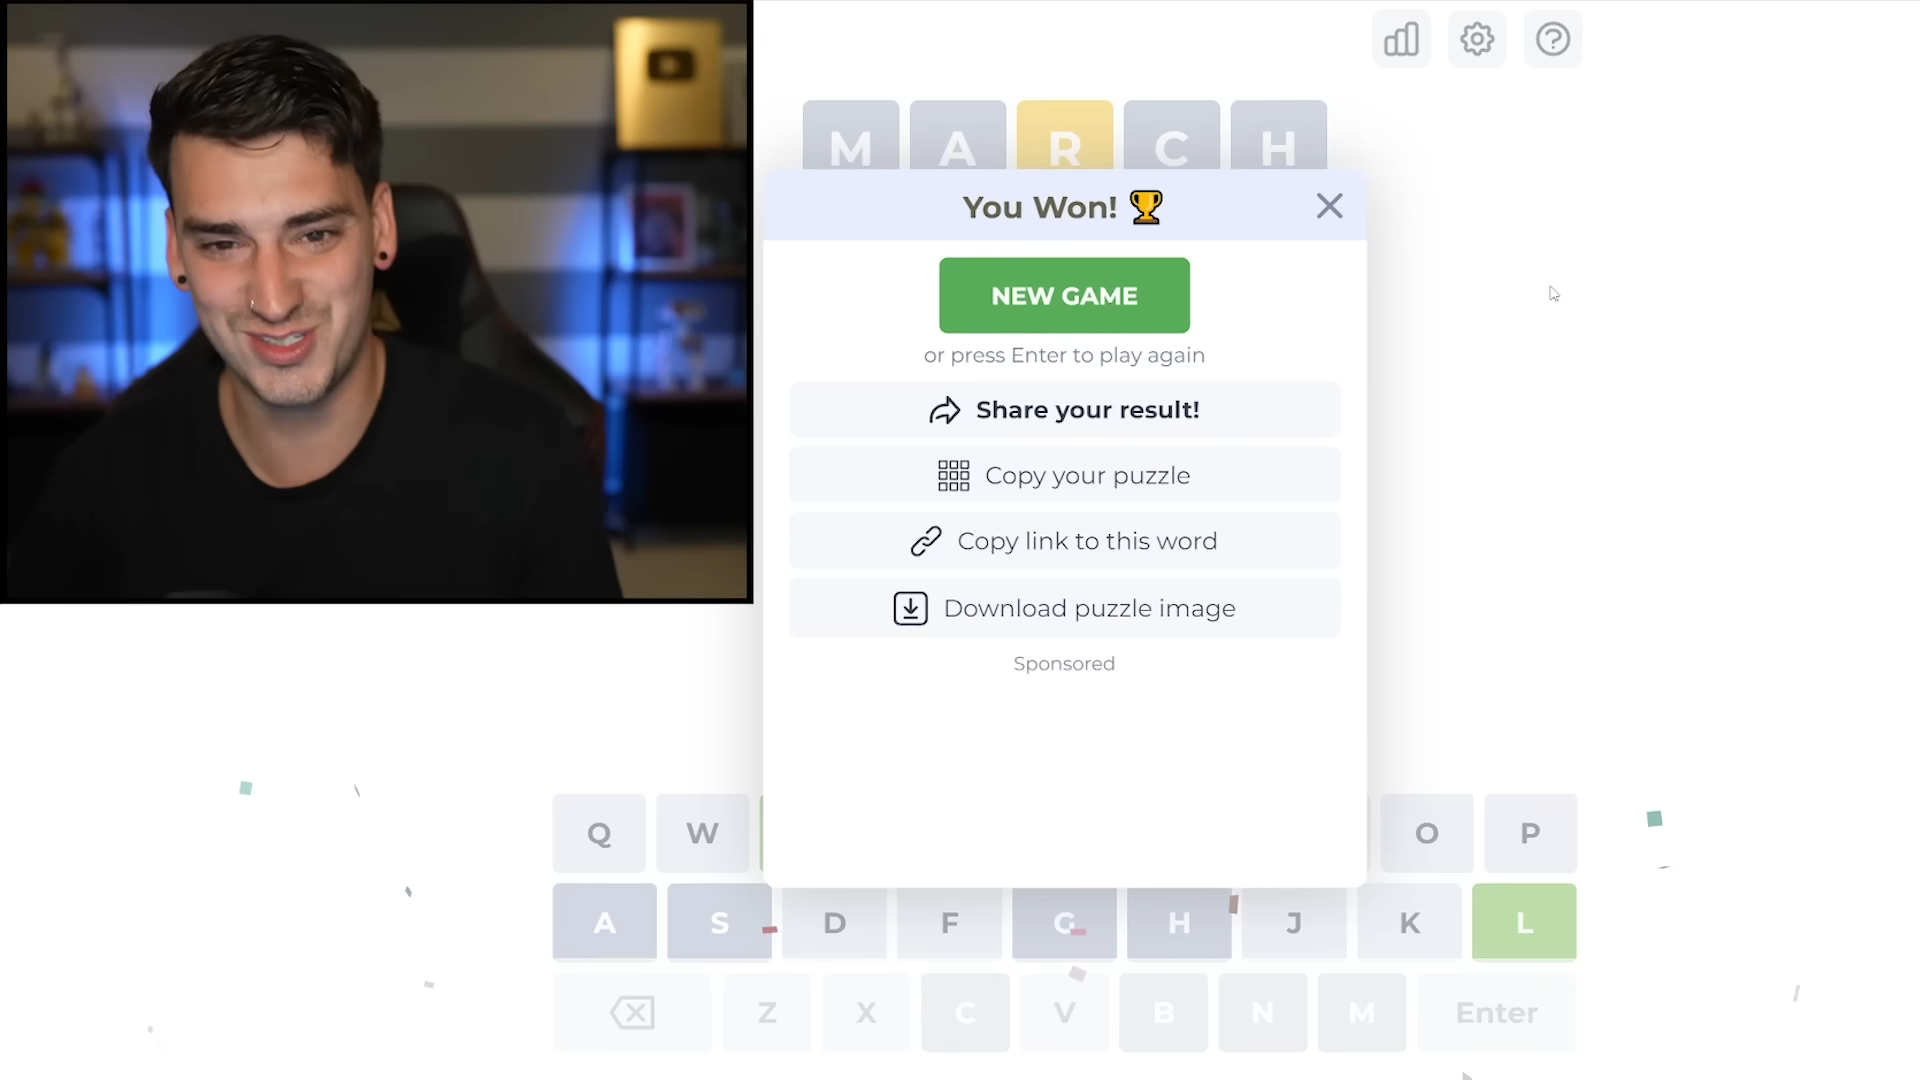 M A R C H
You Won!
NEW GAME
or press Enter to play again
Share your result!
Copy your puzzle
Copy link to this word
Download puzzle image
Sponsored
Q W O P
A S D F G H J K L
Z X C V B N M Enter